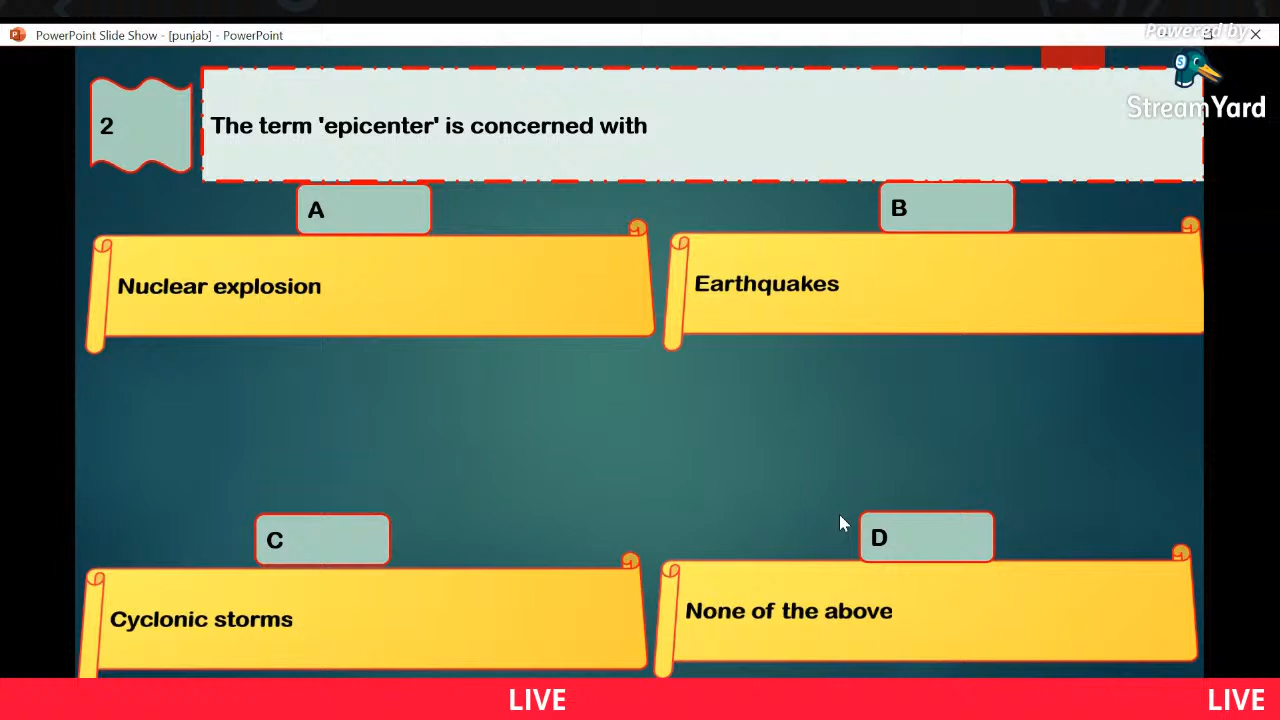 PowerPoint Slide Show - [punjab] - PowerPoint
Powered by
StreamYard
2
The term 'epicenter' is concerned with
A
B
Nuclear explosion
Earthquakes
C
D
Cyclonic storms
None of the above
LIVE
LIVE